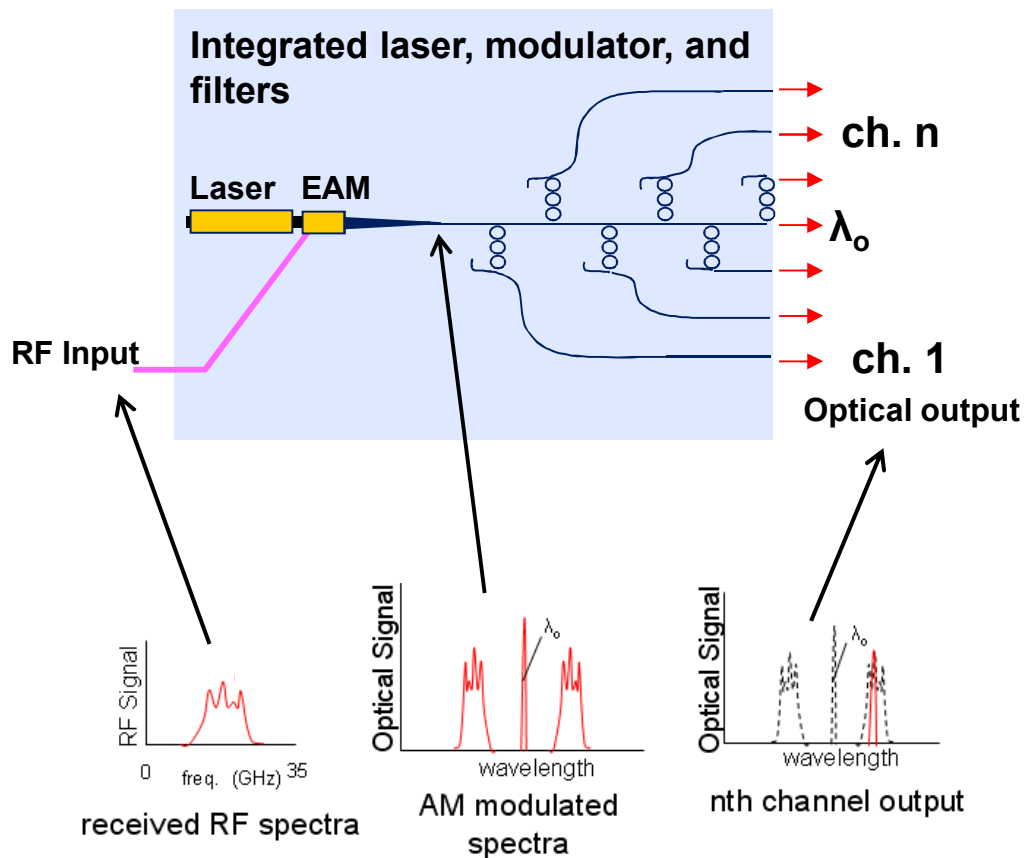 Integrated laser, modulator, and
filters
ch. n
Laser
EAM
λo
RF Input
ch. 1
Optical output
RF Signal
0
freq. (GHz)
35
received RF spectra
Optical Signal
λo
wavelength
AM modulated
spectra
Optical Signal
λo
wavelength
nth channel output